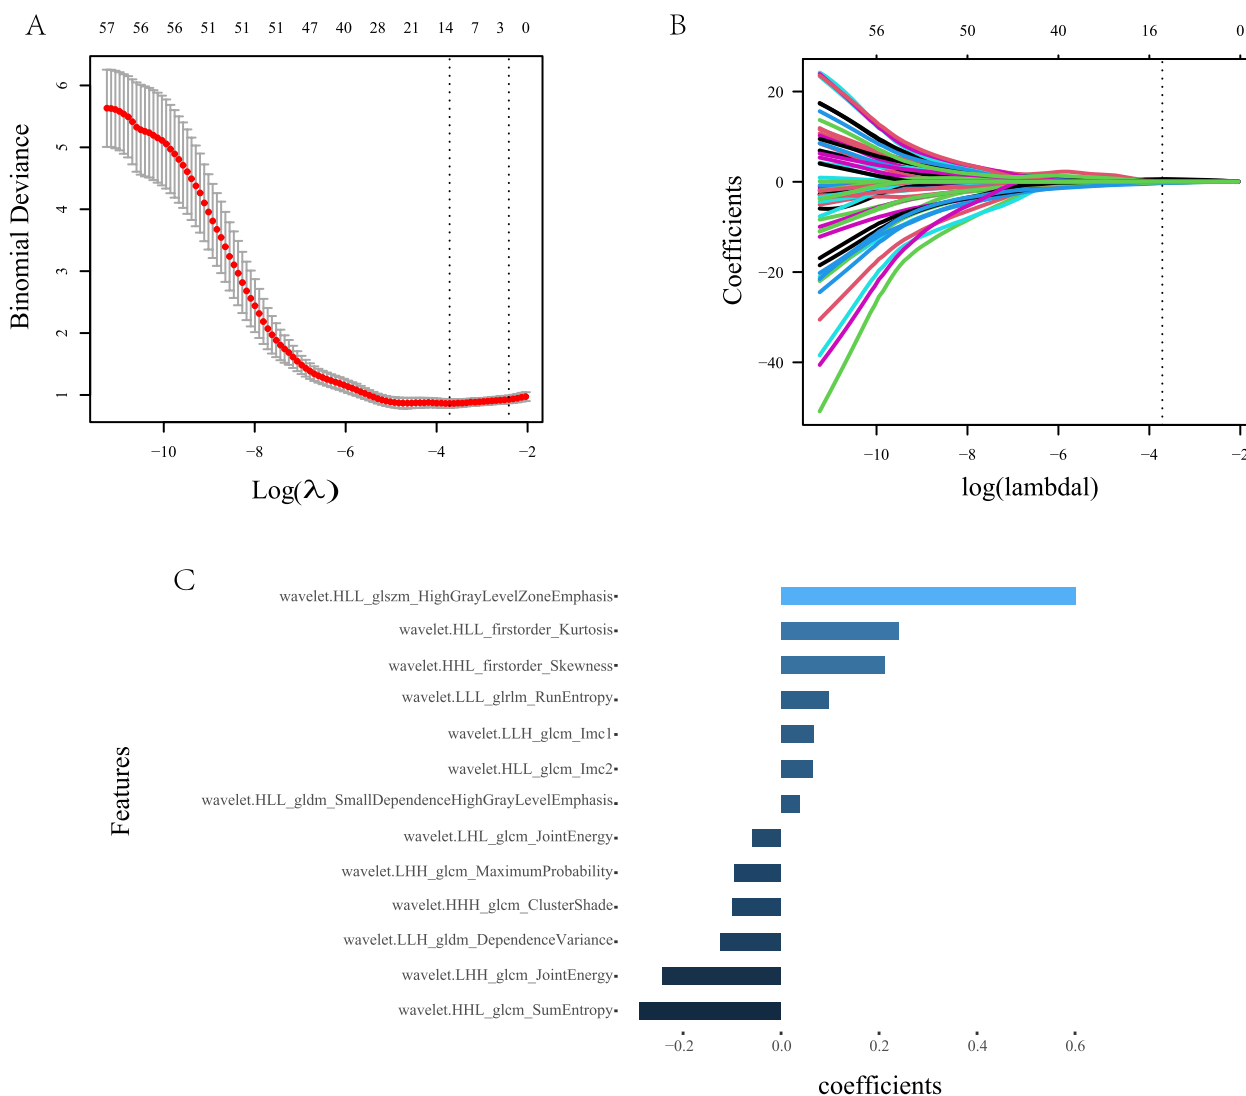 A
57 56 56 51 51 51 47 40 28 21 14 7 3 0
Binomial Deviance
6
5
4
3
2
1
−10 −8 −6 −4 −2
Log(λ)
B
56 50 40 16 0
Coefficients
20
0
−20
−40
−10 −8 −6 −4 −2
log(lambdal)
C
Features
wavelet.HLL_glszm_HighGrayLevelZoneEmphasis
wavelet.HLL_firstorder_Kurtosis
wavelet.HHL_firstorder_Skewness
wavelet.LLL_glrlm_RunEntropy
wavelet.LLH_glcm_Imc1
wavelet.HLL_glcm_Imc2
wavelet.HLL_gldm_SmallDependenceHighGrayLevelEmphasis
wavelet.LHL_glcm_JointEnergy
wavelet.LHH_glcm_MaximumProbability
wavelet.HHH_glcm_ClusterShade
wavelet.LLH_gldm_DependenceVariance
wavelet.LHH_glcm_JointEnergy
wavelet.HHL_glcm_SumEntropy
−0.2 0.0 0.2 0.4 0.6
coefficients